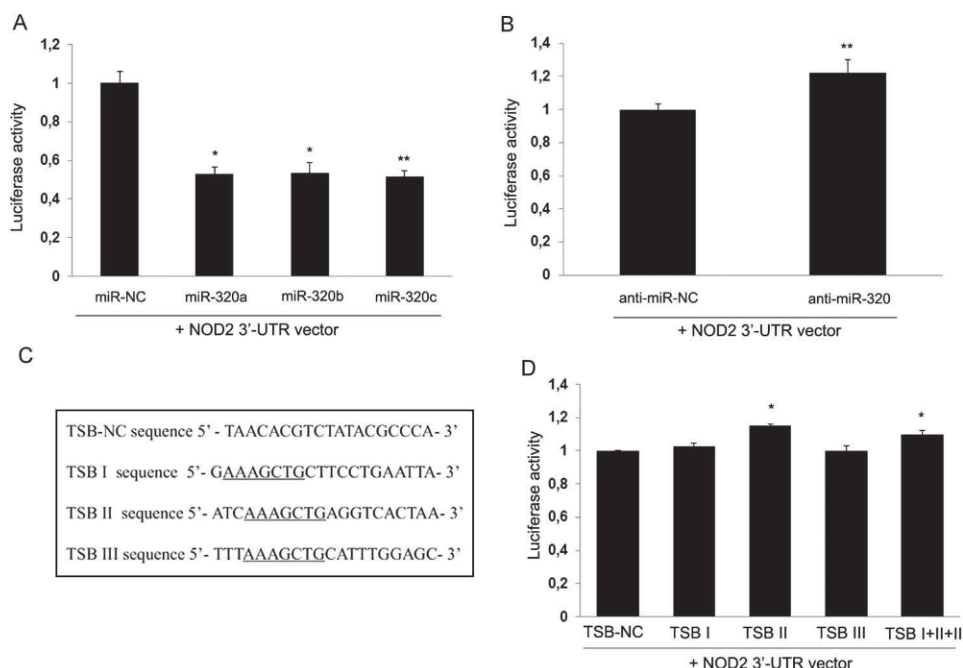 A
Luciferase activity
1,2
1
0,8
0,6
0,4
0,2
0
* * **
miR-NC miR-320a miR-320b miR-320c
+ NOD2 3'-UTR vector
B
Luciferase activity
1,4
1,2
1
0,8
0,6
0,4
0,2
0
**
anti-miR-NC anti-miR-320
+ NOD2 3'-UTR vector
C
TSB-NC sequence 5’- TAACACGTCTATACGCCCA- 3’
TSB I sequence 5’- GAAAGCTGCTTCCTGAATTA- 3’
TSB II sequence 5’- ATCAAAGCTGAGGTCACTAA- 3’
TSB III sequence 5’- TTTAAAGCTGCATTTGGAGC- 3’
D
Luciferase activity
1,4
1,2
1
0,8
0,6
0,4
0,2
0
* *
TSB-NC TSB I TSB II TSB III TSB I+II+II
+ NOD2 3'-UTR vector